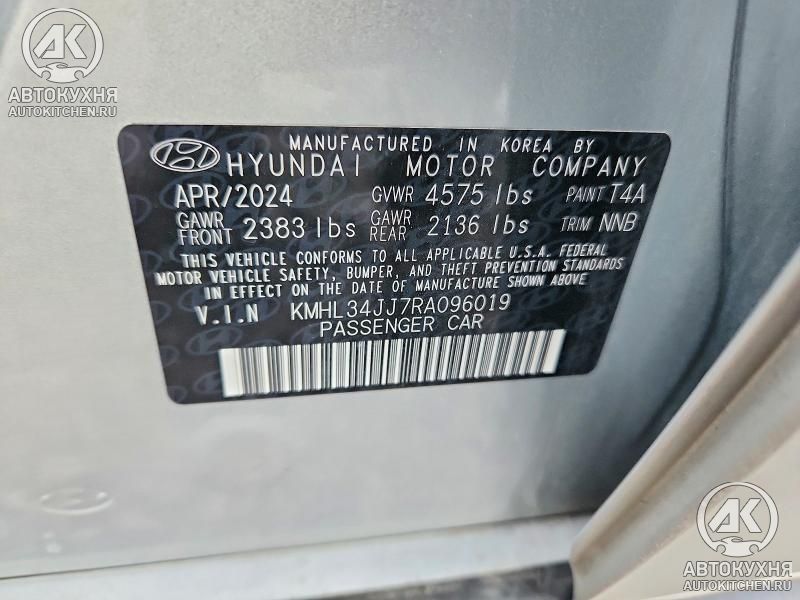 АК
АВТОКУХНЯ
AUTOKITCHEN.RU
MANUFACTURED IN KOREA BY
HYUNDAI MOTOR COMPANY
APR/2024 GVWR 4575 lbs PAINT T4A
GAWR FRONT 2383 lbs GAWR REAR 2136 lbs TRIM NNB
THIS VEHICLE CONFORMS TO ALL APPLICABLE U.S.A. FEDERAL
MOTOR VEHICLE SAFETY, BUMPER, AND THEFT PREVENTION STANDARDS
IN EFFECT ON THE DATE OF MANUFACTURE SHOWN ABOVE
V.I.N KMHL34JJ7RA096019
PASSENGER CAR
АК
АВТОКУХНЯ
AUTOKITCHEN.RU